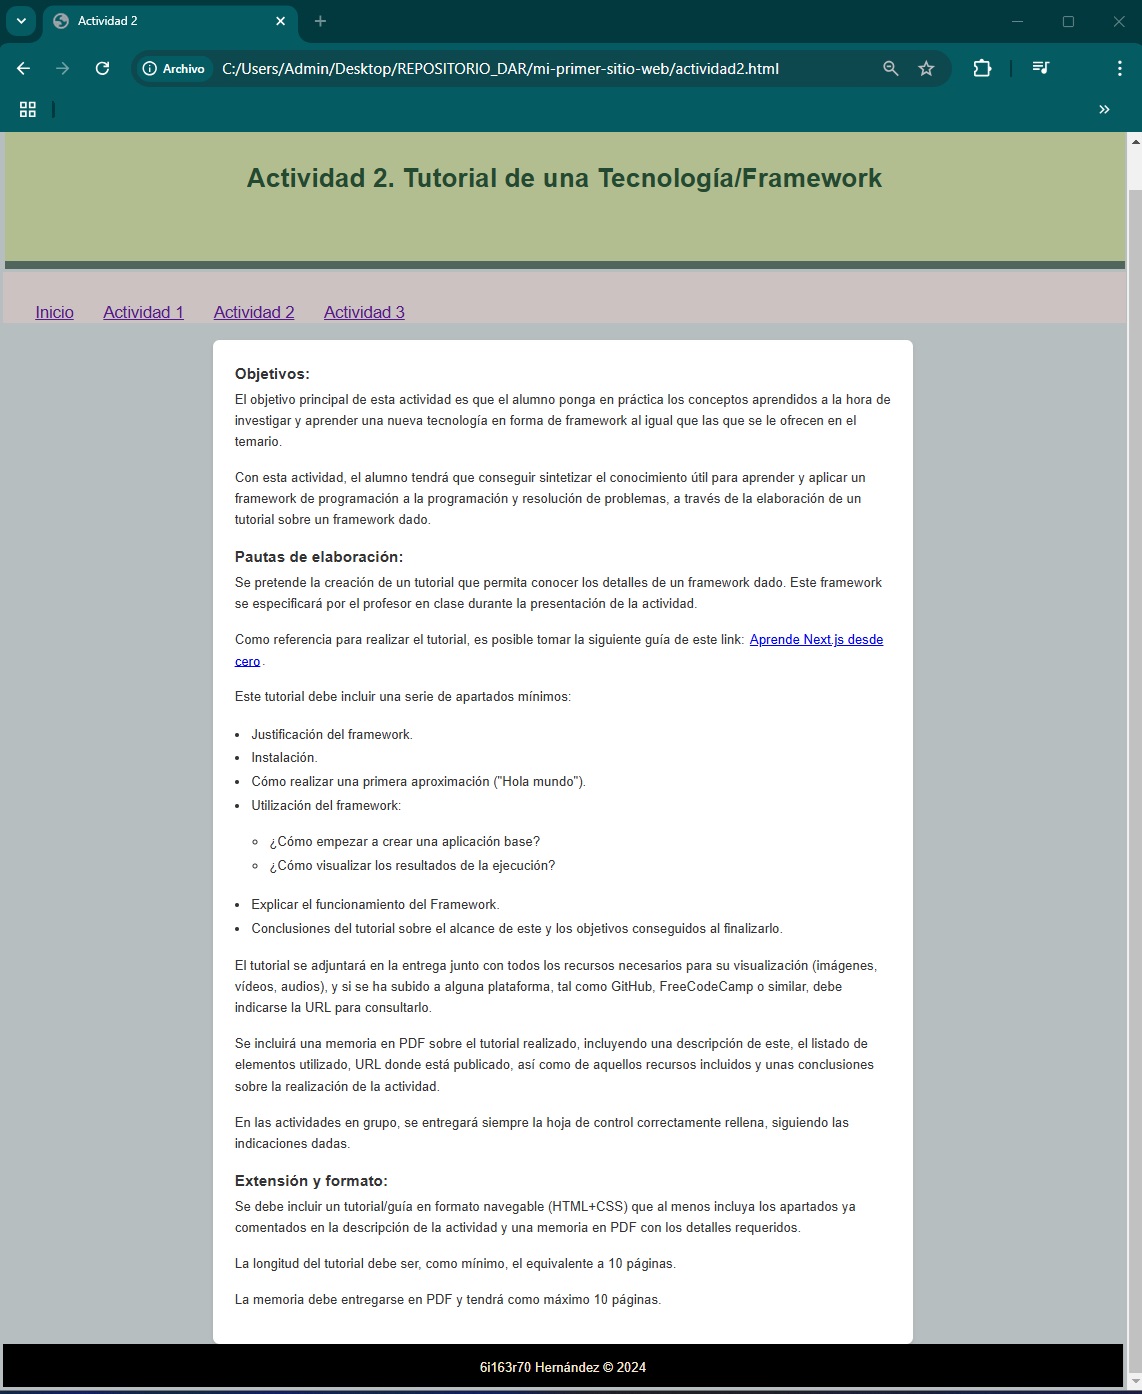 Actividad 2
Archivo
C:/Users/Admin/Desktop/REPOSITORIO_DAR/mi-primer-sitio-web/actividad2.html
Actividad 2. Tutorial de una Tecnología/Framework
Inicio Actividad 1 Actividad 2 Actividad 3
Objetivos:
El objetivo principal de esta actividad es que el alumno ponga en práctica los conceptos aprendidos a la hora de
investigar y aprender una nueva tecnología en forma de framework al igual que las que se le ofrecen en el
temario.
Con esta actividad, el alumno tendrá que conseguir sintetizar el conocimiento útil para aprender y aplicar un
framework de programación a la programación y resolución de problemas, a través de la elaboración de un
tutorial sobre un framework dado.
Pautas de elaboración:
Se pretende la creación de un tutorial que permita conocer los detalles de un framework dado. Este framework
se especificará por el profesor en clase durante la presentación de la actividad.
Como referencia para realizar el tutorial, es posible tomar la siguiente guía de este link: Aprende Next.js desde
cero.
Este tutorial debe incluir una serie de apartados mínimos:
• Justificación del framework.
• Instalación.
• Cómo realizar una primera aproximación ("Hola mundo").
• Utilización del framework:
◦ ¿Cómo empezar a crear una aplicación base?
◦ ¿Cómo visualizar los resultados de la ejecución?
• Explicar el funcionamiento del Framework.
• Conclusiones del tutorial sobre el alcance de este y los objetivos conseguidos al finalizarlo.
El tutorial se adjuntará en la entrega junto con todos los recursos necesarios para su visualización (imágenes,
vídeos, audios), y si se ha subido a alguna plataforma, tal como GitHub, FreeCodeCamp o similar, debe
indicarse la URL para consultarlo.
Se incluirá una memoria en PDF sobre el tutorial realizado, incluyendo una descripción de este, el listado de
elementos utilizado, URL donde está publicado, así como de aquellos recursos incluidos y unas conclusiones
sobre la realización de la actividad.
En las actividades en grupo, se entregará siempre la hoja de control correctamente rellena, siguiendo las
indicaciones dadas.
Extensión y formato:
Se debe incluir un tutorial/guía en formato navegable (HTML+CSS) que al menos incluya los apartados ya
comentados en la descripción de la actividad y una memoria en PDF con los detalles requeridos.
La longitud del tutorial debe ser, como mínimo, el equivalente a 10 páginas.
La memoria debe entregarse en PDF y tendrá como máximo 10 páginas.
6i163r70 Hernández © 2024